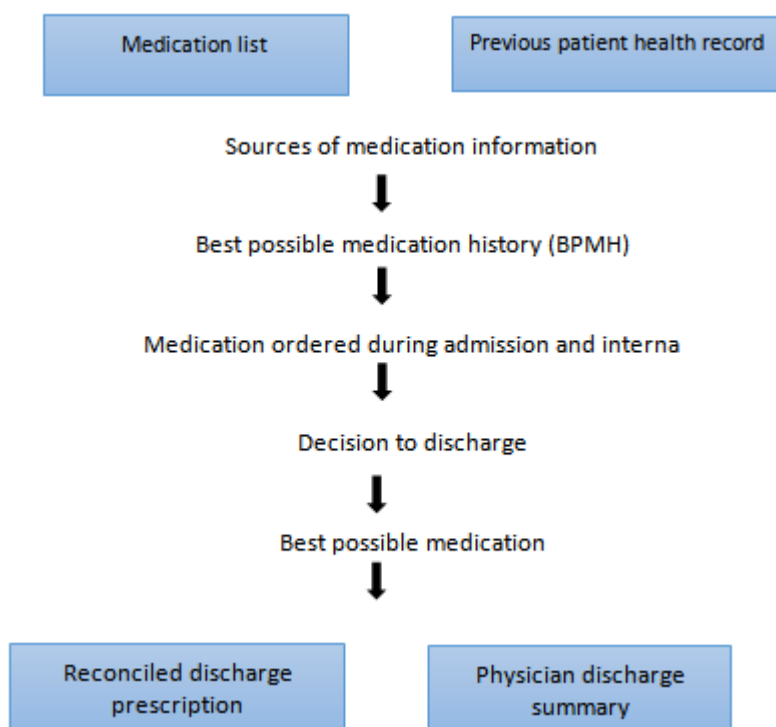 Medication list
Previous patient health record
Sources of medication information
Best possible medication history (BPMH)
Medication ordered during admission and interna
Decision to discharge
Best possible medication
Reconciled discharge
prescription
Physician discharge
summary